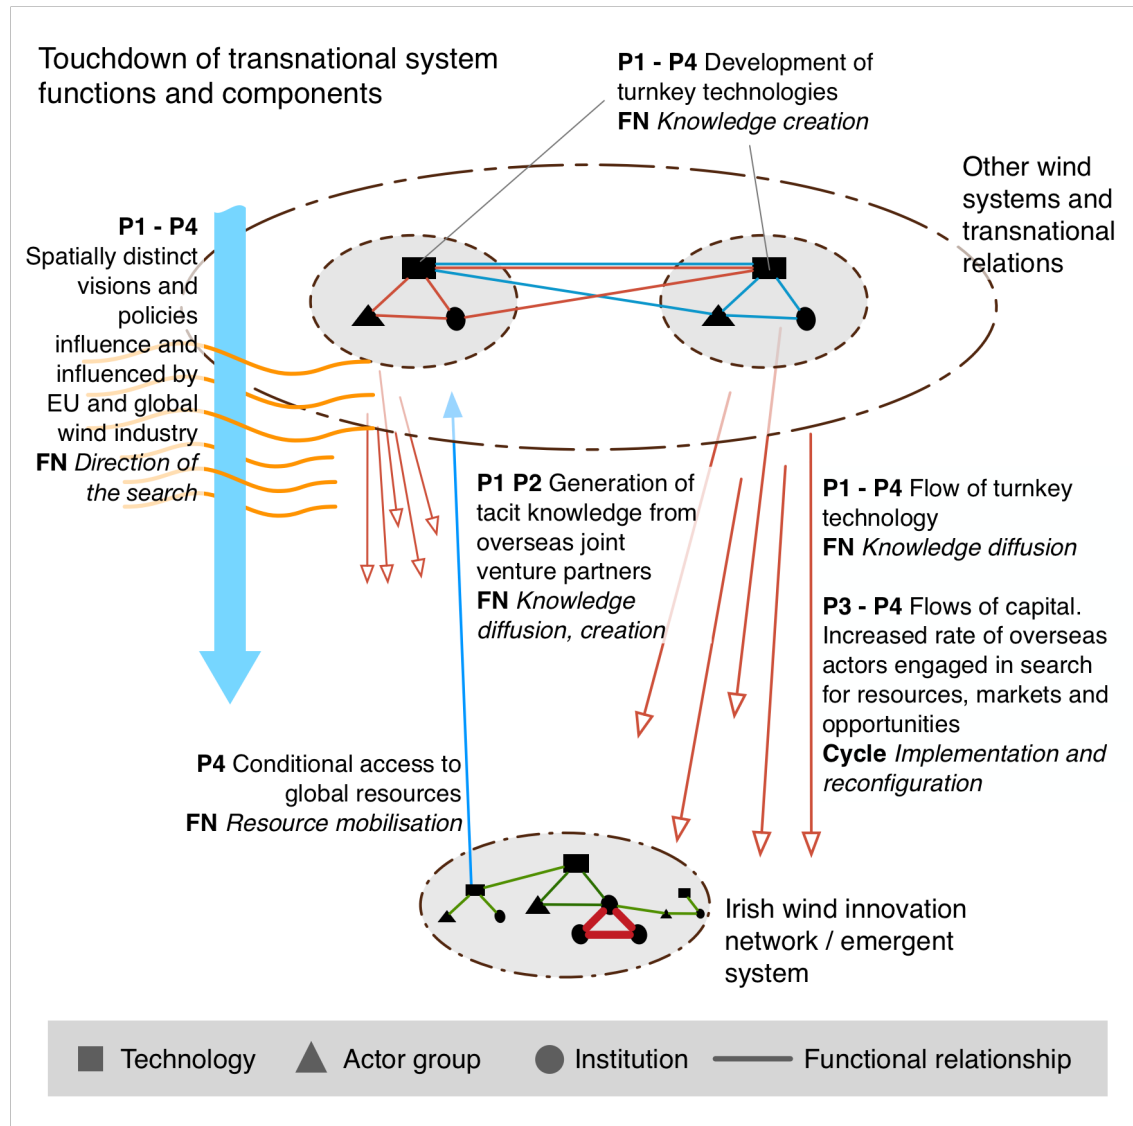 Touchdown of transnational system
functions and components
P1 - P4 Development of
turnkey technologies
FN Knowledge creation
Other wind
systems and
transnational
relations
P1 - P4
Spatially distinct
visions and
policies
influence and
influenced by
EU and global
wind industry
FN Direction of
the search
P1 P2 Generation of
tacit knowledge from
overseas joint
venture partners
FN Knowledge
diffusion, creation
P1 - P4 Flow of turnkey
technology
FN Knowledge diffusion
P3 - P4 Flows of capital.
Increased rate of overseas
actors engaged in search
for resources, markets and
opportunities
Cycle Implementation and
reconfiguration
P4 Conditional access to
global resources
FN Resource mobilisation
Irish wind innovation
network / emergent
system
Technology
Actor group
Institution
Functional relationship